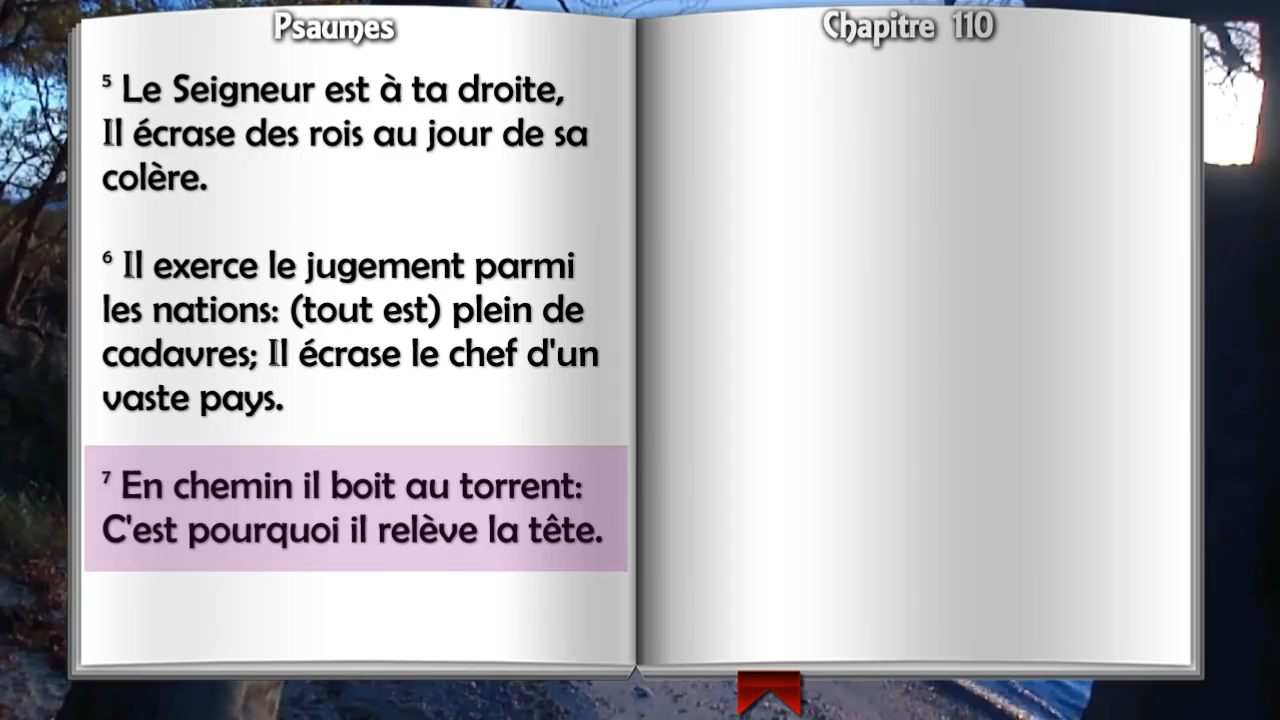 Psaumes
Chapitre 110
⁵ Le Seigneur est à ta droite,
Il écrase des rois au jour de sa
colère.
⁶ Il exerce le jugement parmi
les nations: (tout est) plein de
cadavres; Il écrase le chef d'un
vaste pays.
⁷ En chemin il boit au torrent:
C'est pourquoi il relève la tête.